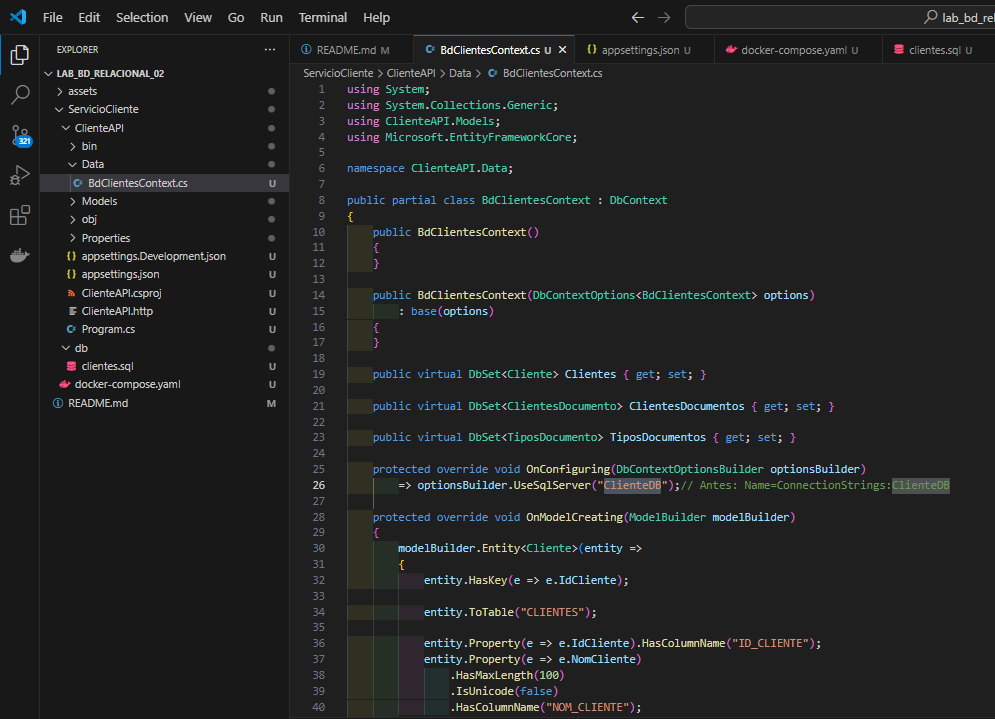 File Edit Selection View Go Run Terminal Help
lab_bd_rel
EXPLORER
LAB_BD_RELACIONAL_02
assets
ServicioCliente
ClienteAPI
bin
Data
BdClientesContext.cs U
Models
obj
Properties
appsettings.Development.json U
appsettings.json U
ClienteAPI.csproj U
ClienteAPI.http U
Program.cs U
db
clientes.sql U
docker-compose.yaml U
README.md M
321
README.md M BdClientesContext.cs U appsettings.json U docker-compose.yaml U clientes.sql U
ServicioCliente > ClienteAPI > Data > BdClientesContext.cs
1 using System;
2 using System.Collections.Generic;
3 using ClienteAPI.Models;
4 using Microsoft.EntityFrameworkCore;
5
6 namespace ClienteAPI.Data;
7
8 public partial class BdClientesContext : DbContext
9 {
10 public BdClientesContext()
11 {
12 }
13
14 public BdClientesContext(DbContextOptions<BdClientesContext> options)
15 : base(options)
16 {
17 }
18
19 public virtual DbSet<Cliente> Clientes { get; set; }
20
21 public virtual DbSet<ClientesDocumento> ClientesDocumentos { get; set; }
22
23 public virtual DbSet<TiposDocumento> TiposDocumentos { get; set; }
24
25 protected override void OnConfiguring(DbContextOptionsBuilder optionsBuilder)
26 => optionsBuilder.UseSqlServer("ClienteDB");// Antes: Name=ConnectionStrings:ClienteDB
27
28 protected override void OnModelCreating(ModelBuilder modelBuilder)
29 {
30 modelBuilder.Entity<Cliente>(entity =>
31 {
32 entity.HasKey(e => e.IdCliente);
33
34 entity.ToTable("CLIENTES");
35
36 entity.Property(e => e.IdCliente).HasColumnName("ID_CLIENTE");
37 entity.Property(e => e.NomCliente)
38 .HasMaxLength(100)
39 .IsUnicode(false)
40 .HasColumnName("NOM_CLIENTE");